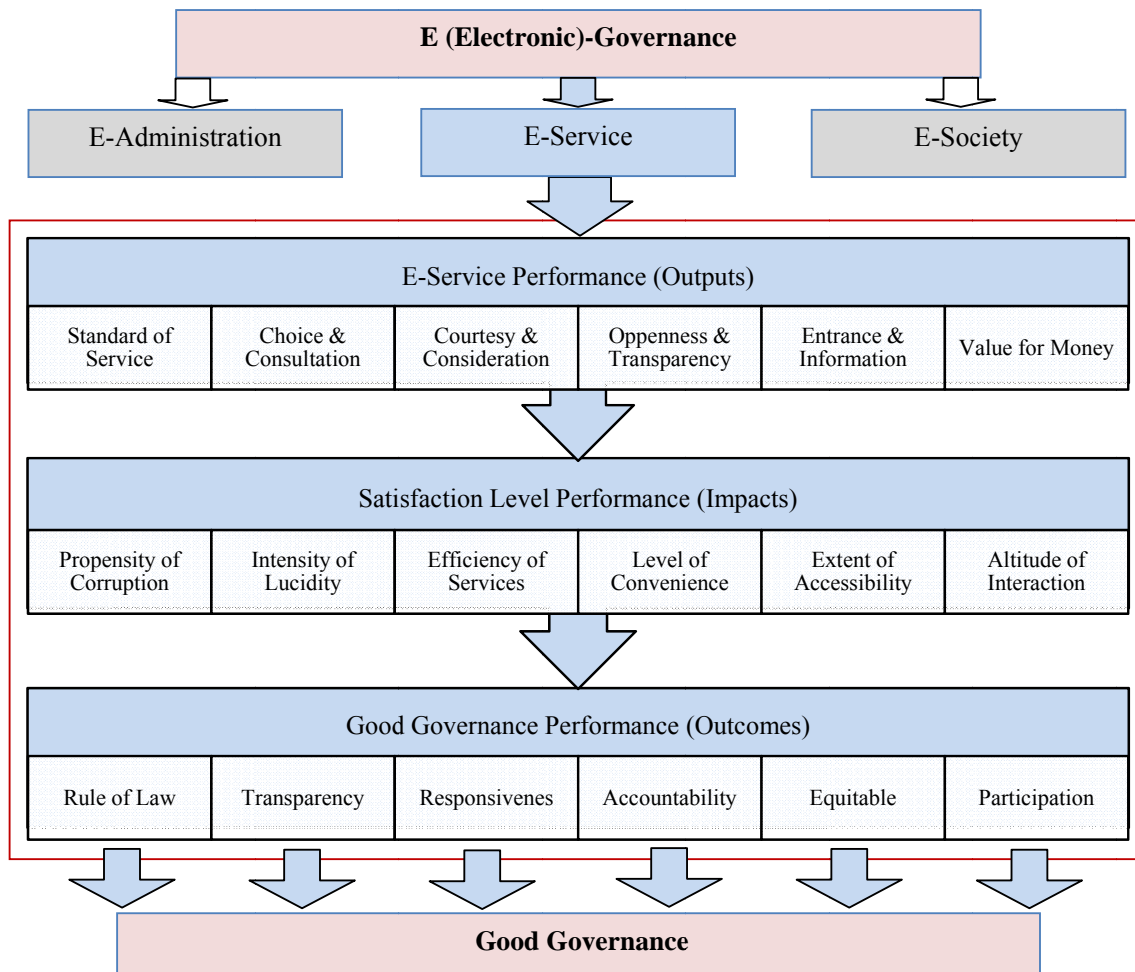 E (Electronic)-Governance
E-Administration
E-Service
E-Society
E-Service Performance (Outputs)
Standard of
Service
Choice &
Consultation
Courtesy &
Consideration
Oppenness &
Transparency
Entrance &
Information
Value for Money
Satisfaction Level Performance (Impacts)
Propensity of
Corruption
Intensity of
Lucidity
Efficiency of
Services
Level of
Convenience
Extent of
Accessibility
Altitude of
Interaction
Good Governance Performance (Outcomes)
Rule of Law
Transparency
Responsivenes
Accountability
Equitable
Participation
Good Governance